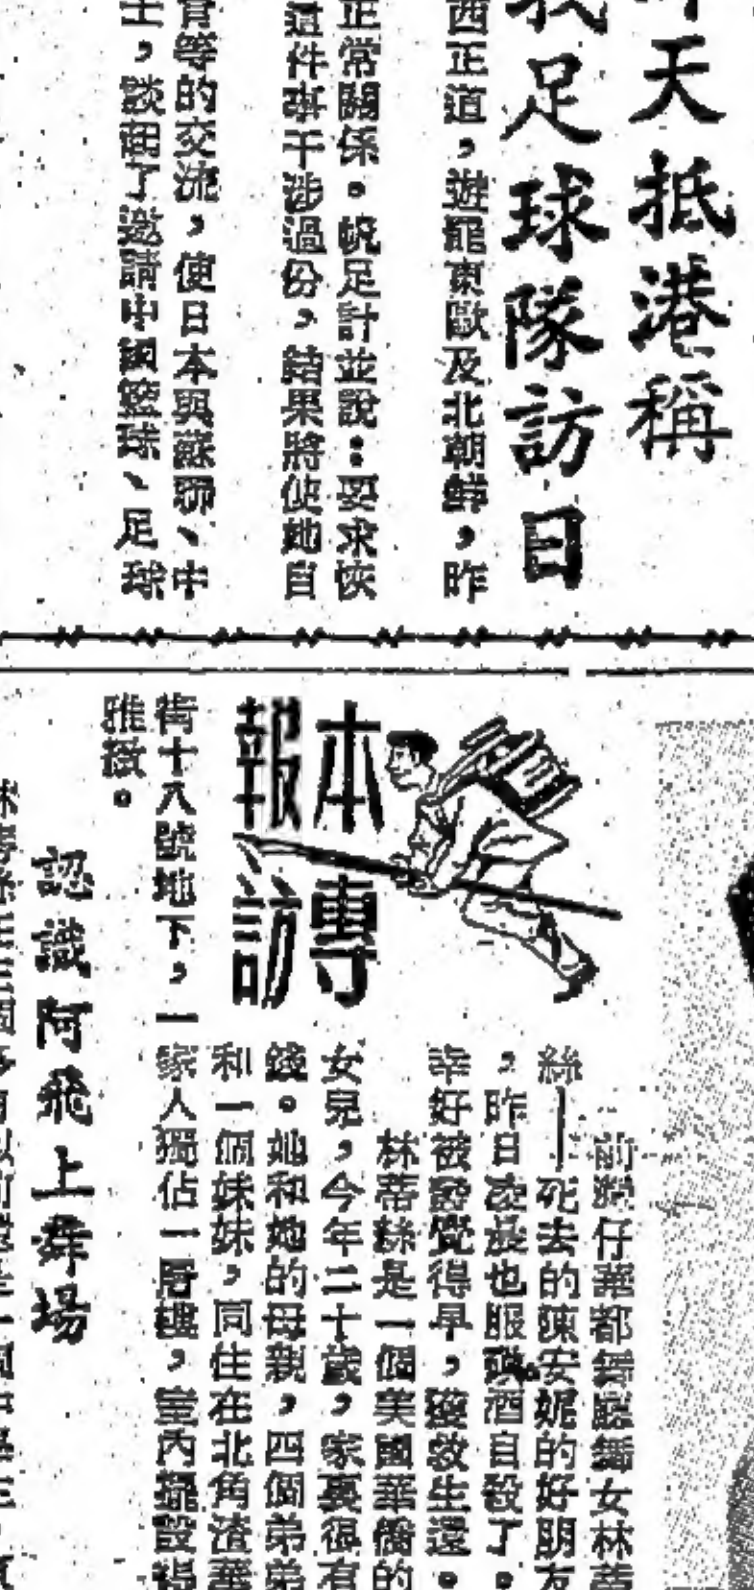 天抵港稱
足球隊訪日
西正道，遊罷東歐及北朝鮮，昨
正常關係。帆足計並說：要求恢
這件事干涉過份，結果將使她自
育等的交流，使日本與蘇聯、中
士，談到了邀請中國籃球、足球
本報專訪
前灣仔華都舞廳舞女林蒂
絲——死去的陳安妮的好朋友
，昨日凌晨也服酒自殺了。
幸好被發覺得早，獲救生還。
林蒂絲是一個美國華僑的
女兒，今年二十歲，家裏很有
錢。她和她的母親，四個弟弟
和一個妹妹，同住在北角渣華
街十八號地下，一家人獨佔一層樓，室內擺設得
雅緻。
認識阿飛上舞場